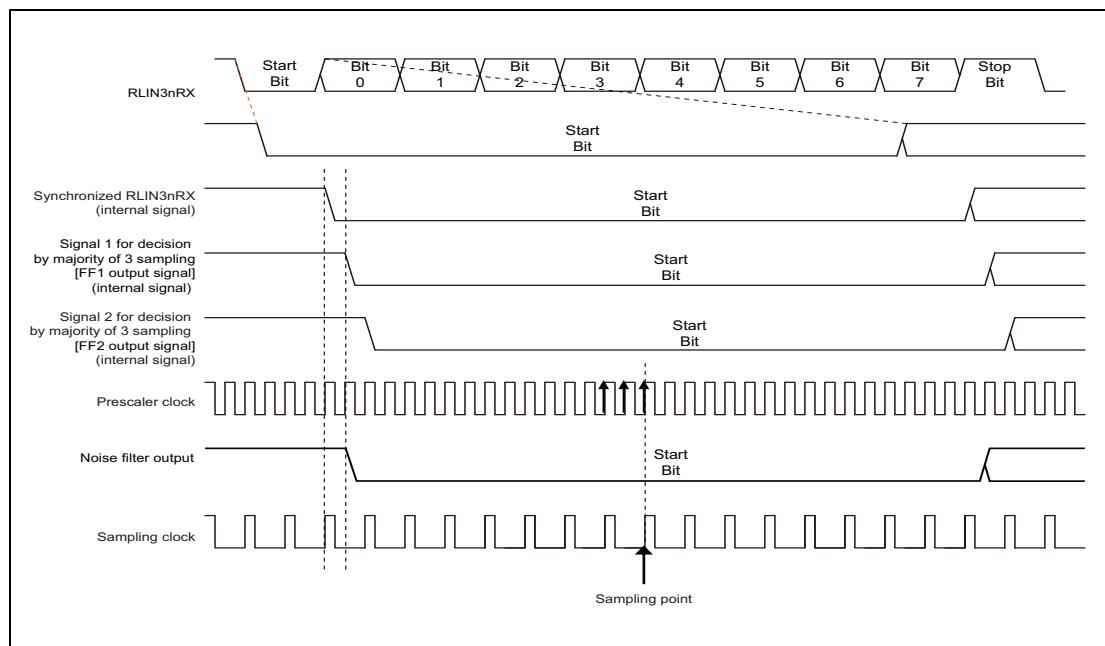 Start
Bit
Bit
0
Bit
1
Bit
2
Bit
3
Bit
4
Bit
5
Bit
6
Bit
7
Stop
Bit
RLIN3nRX
Start
Bit
Synchronized RLIN3nRX
(internal signal)
Start
Bit
Signal 1 for decision
by majority of 3 sampling
[FF1 output signal]
(internal signal)
Start
Bit
Signal 2 for decision
by majority of 3 sampling
[FF2 output signal]
(internal signal)
Start
Bit
Prescaler clock
Noise filter output
Start
Bit
Sampling clock
Sampling point